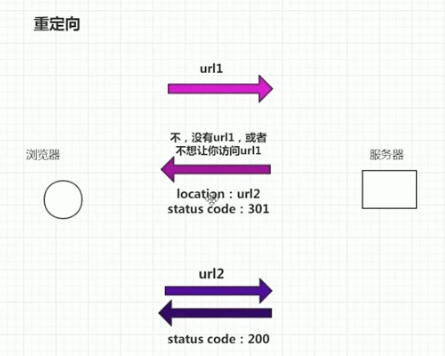 重定向
url1
不，没有url1，或者
不想让你访问url1
浏览器
服务器
location：url2
status code：301
url2
status code：200